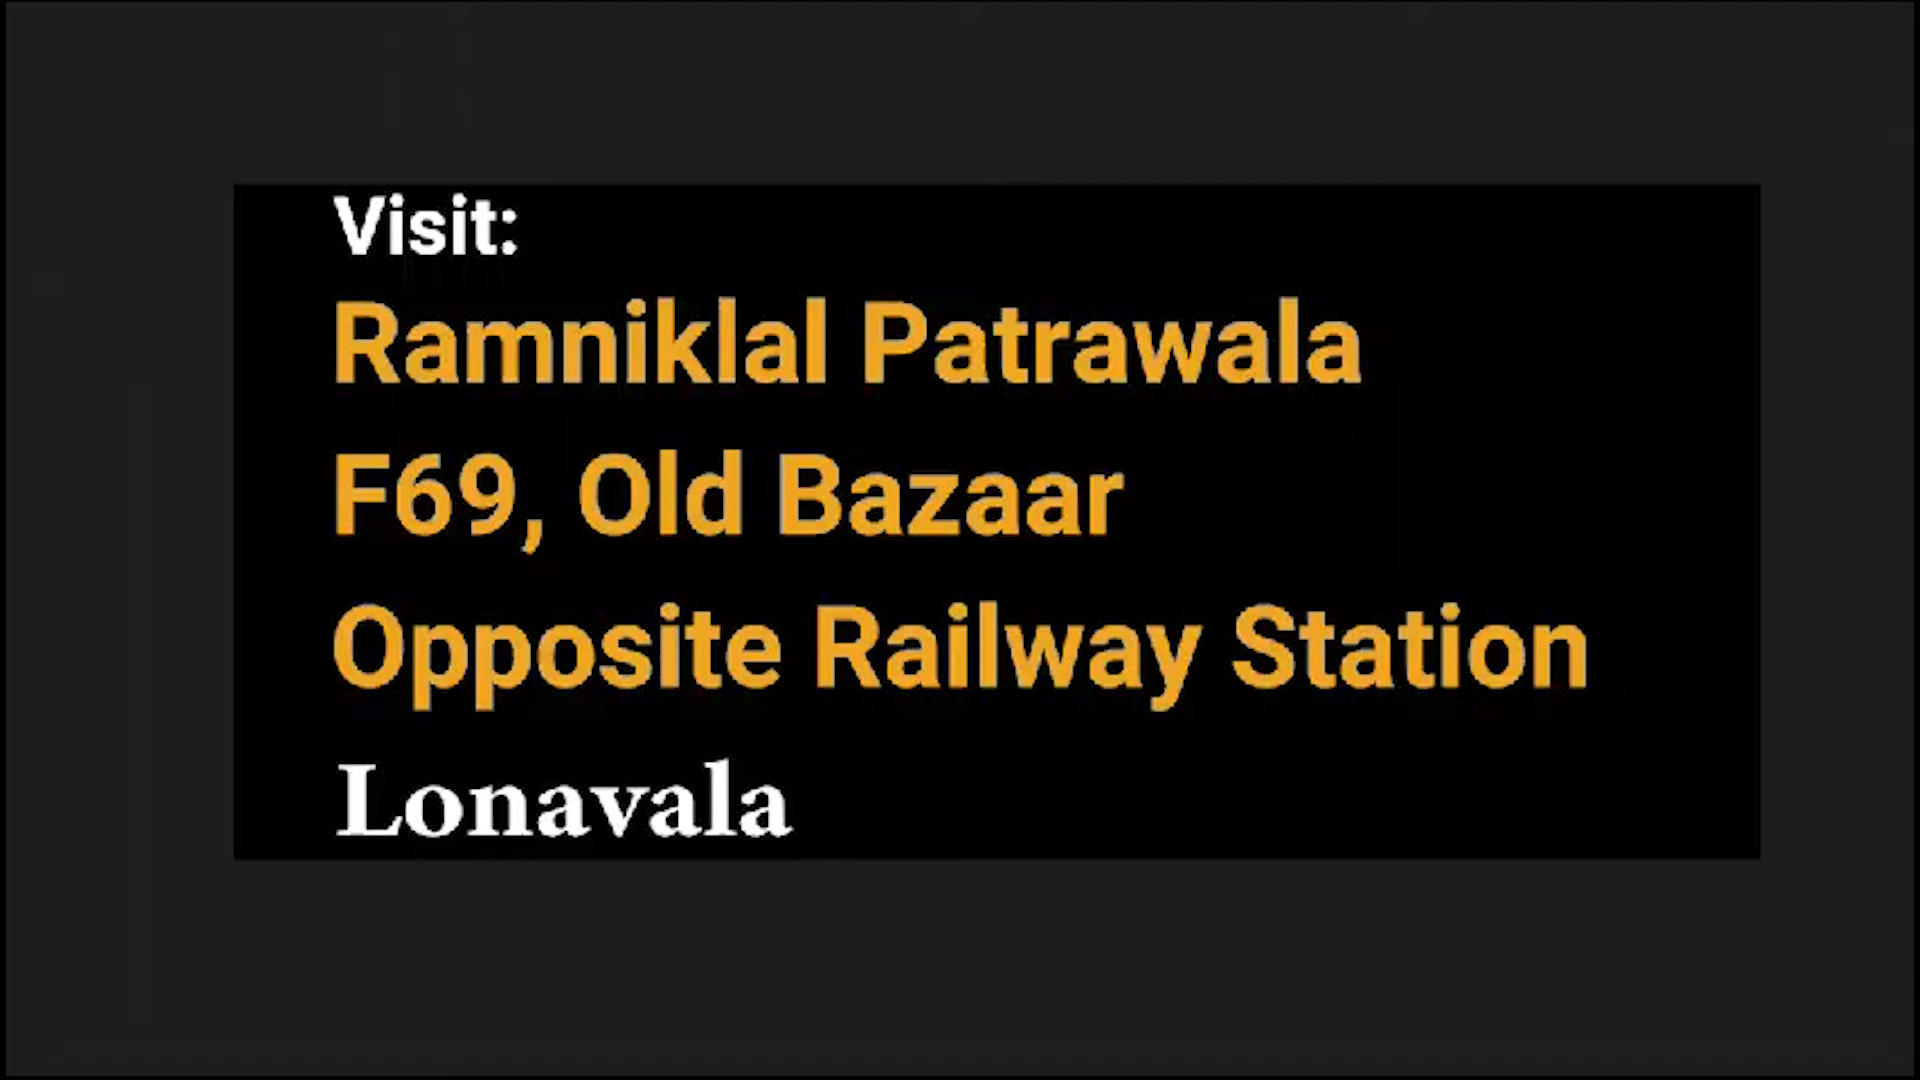 Visit:
Ramniklal Patrawala
F69, Old Bazaar
Opposite Railway Station
Lonavala